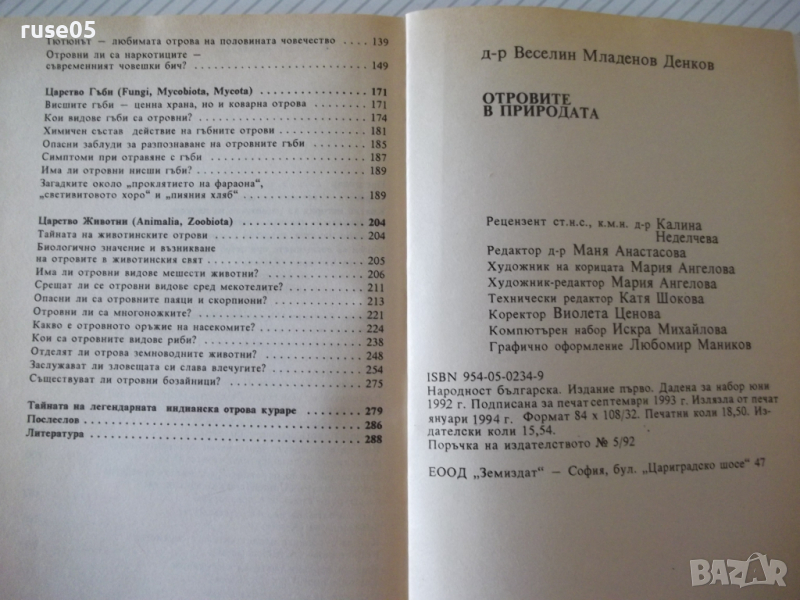 ruse05
Тютюнът — любимата отрова на половината човечество 139
Отровни ли са наркотиците —
съвременният човешки бич? 149
Царство Гъби (Fungi, Mycobiota, Mycota) 171
Висшите гъби — ценна храна, но и коварна отрова 171
Кои видове гъби са отровни? 174
Химичен състав действие на гъбните отрови 181
Опасни заблуди за разпознаване на отровните гъби 185
Симптоми при отравяне с гъби 187
Има ли отровни нисши гъби? 189
Загадките около „проклятието на фараона“,
„световитовото хоро“ и „пияния хляб“ 189
Царство Животни (Animalia, Zoobiota) 204
Тайната на животинските отрови 204
Биологично значение и възникване
на отровите в животинския свят 205
Има ли отровни видове мешести животни? 206
Срещат ли се отровни видове сред мекотелите? 211
Опасни ли са отровните паяци и скорпиони? 213
Отровни ли са многоножките? 221
Какво е отровното оръжие на насекомите? 224
Кои са отровните видове риби? 238
Отделят ли отрова земноводните животни? 248
Заслужават ли зловещата си слава влечугите? 254
Съществуват ли отровни бозайници? 275
Тайната на легендарната индианска отрова кураре 279
Послеслов 286
Литература 288
д-р Веселин Младенов Денков
ОТРОВИТЕ
В ПРИРОДАТА
Рецензент ст.н.с., к.м.н. д-р Калина
Неделчева
Редактор д-р Маня Анастасова
Художник на корицата Мария Ангелова
Художник-редактор Мария Ангелова
Технически редактор Катя Шокова
Коректор Виолета Ценова
Компютърен набор Искра Михайлова
Графично оформление Любомир Маников
ISBN 954-05-0234-9
Народност българска. Издание първо. Дадена за набор юни
1992 г. Подписана за печат септември 1993 г. Излязла от печат
януари 1994 г. Формат 84 x 108/32. Печатни коли 18,50. Из-
дателски коли 15,54.
Поръчка на издателството № 5/92
ЕООД „Земиздат“ — София, бул. „Цариградско шосе“ 47
BAZAR